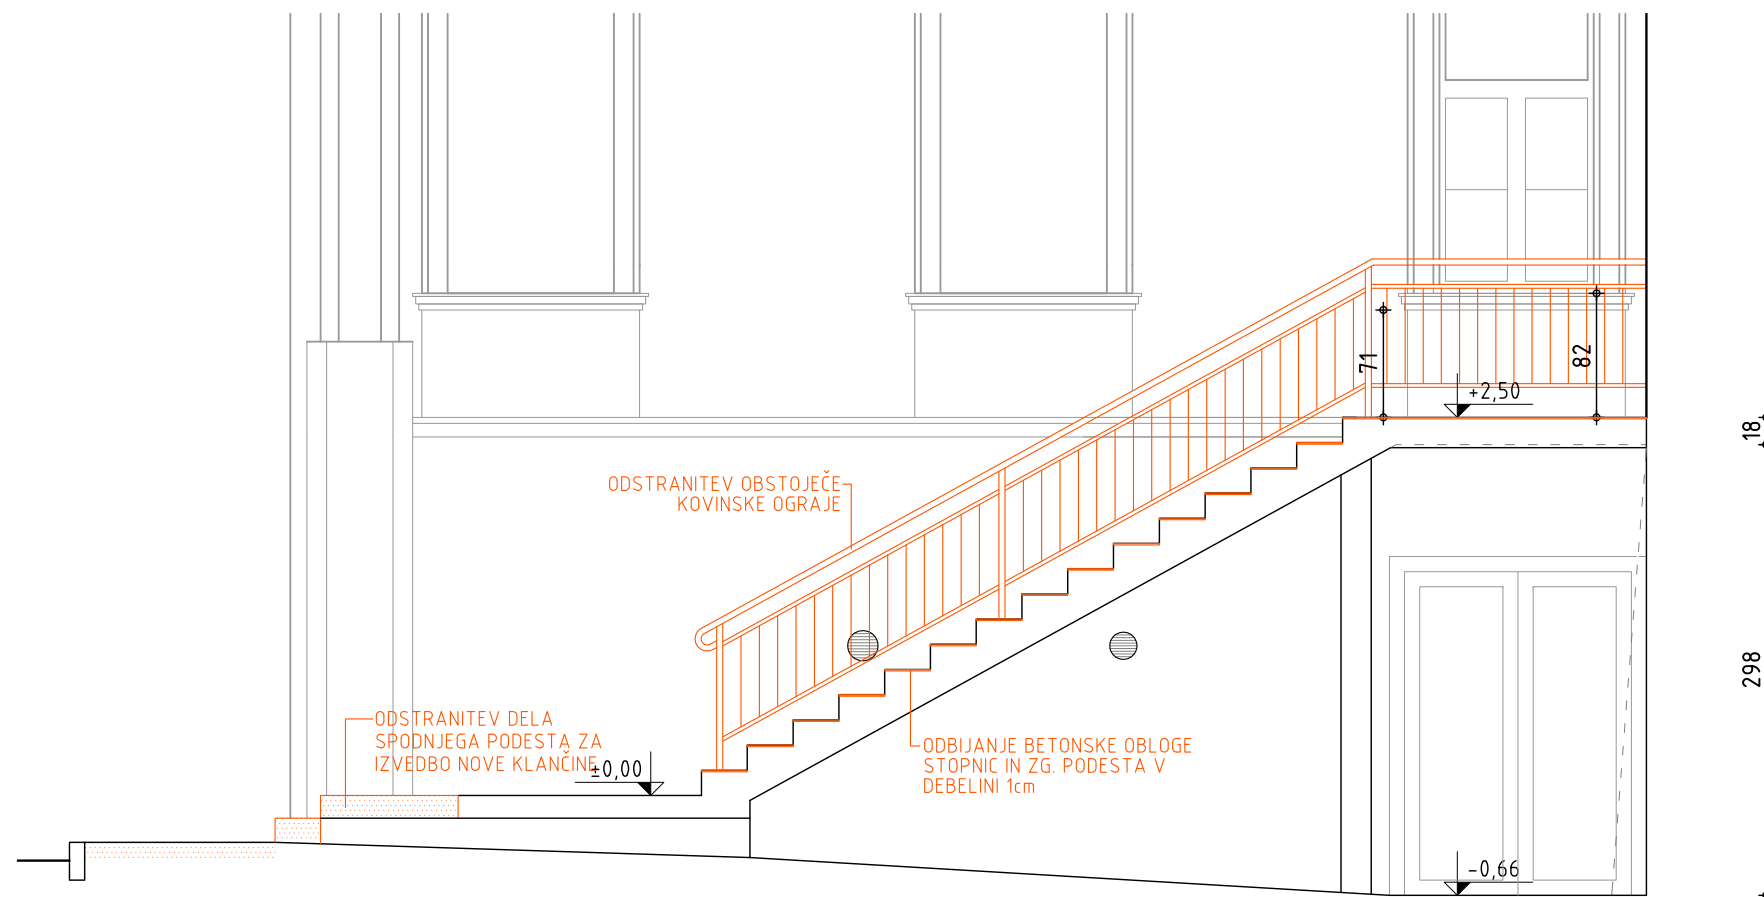 71
82
+2,50
18
ODSTRANITEV OBSTOJEČE
KOVINSKE OGRAJE
298
ODSTRANITEV DELA
SPODNJEGA PODESTA ZA
IZVEDBO NOVE KLANČINE
±0,00
ODBIJANJE BETONSKE OBLOGE
STOPNIC IN ZG. PODESTA V
DEBELINI 1cm
-0,66